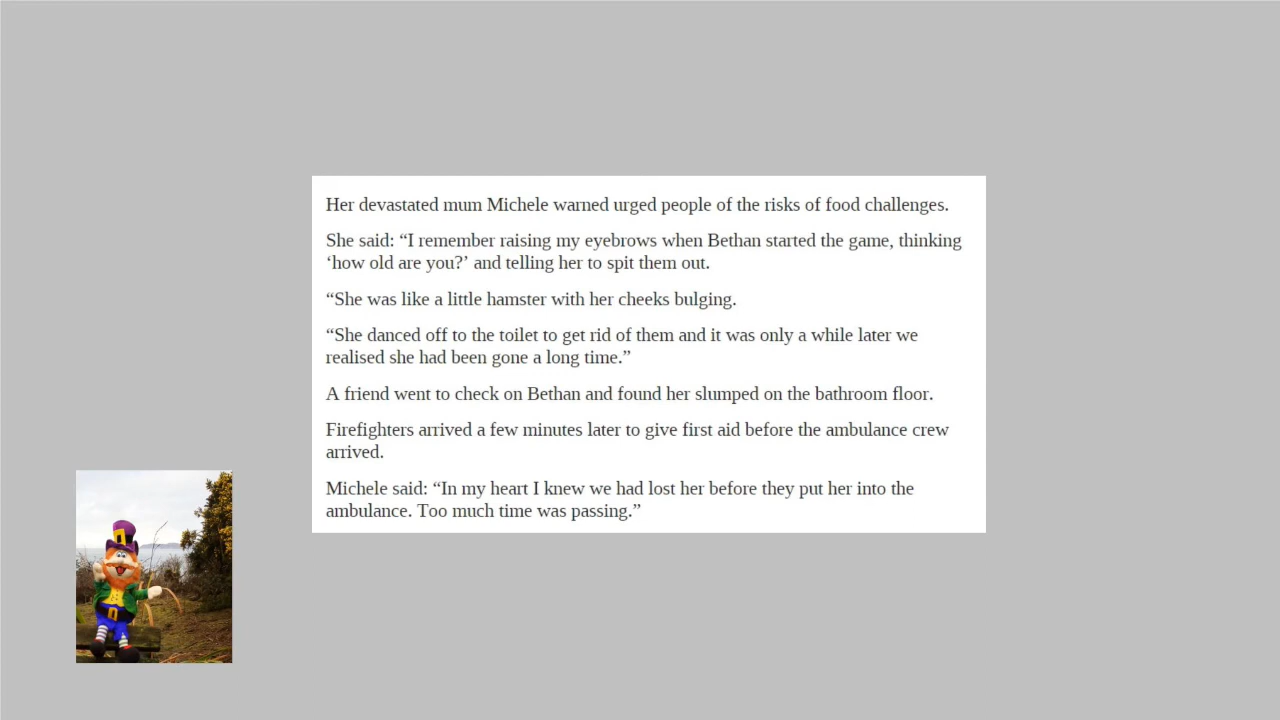 Her devastated mum Michele warned urged people of the risks of food challenges.
She said: “I remember raising my eyebrows when Bethan started the game, thinking
‘how old are you?’ and telling her to spit them out.
“She was like a little hamster with her cheeks bulging.
“She danced off to the toilet to get rid of them and it was only a while later we
realised she had been gone a long time.”
A friend went to check on Bethan and found her slumped on the bathroom floor.
Firefighters arrived a few minutes later to give first aid before the ambulance crew
arrived.
Michele said: “In my heart I knew we had lost her before they put her into the
ambulance. Too much time was passing.”